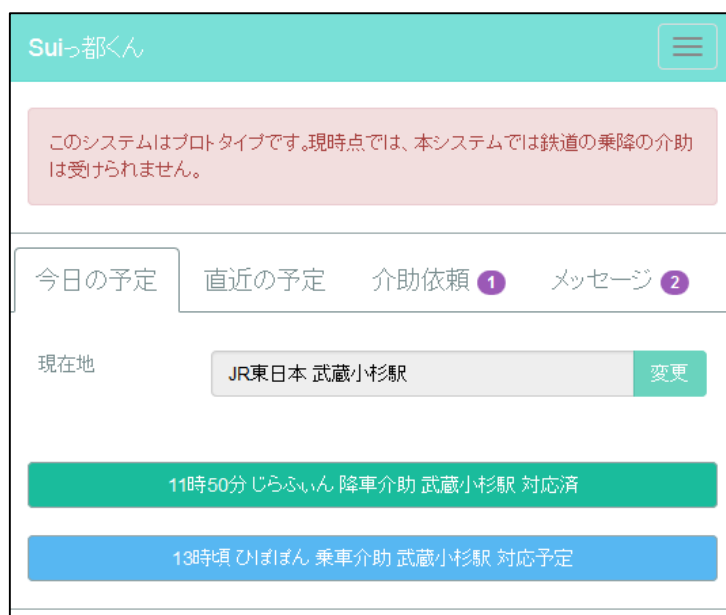 Suiっ都くん
このシステムはプロトタイプです。現時点では、本システムでは鉄道の乗降の介助
は受けられません。
今日の予定 直近の予定 介助依頼 1 メッセージ 2
現在地 JR東日本 武蔵小杉駅 変更
11時50分 じらふぃん 降車介助 武蔵小杉駅 対応済
13時頃 ひぽぽん 乗車介助 武蔵小杉駅 対応予定